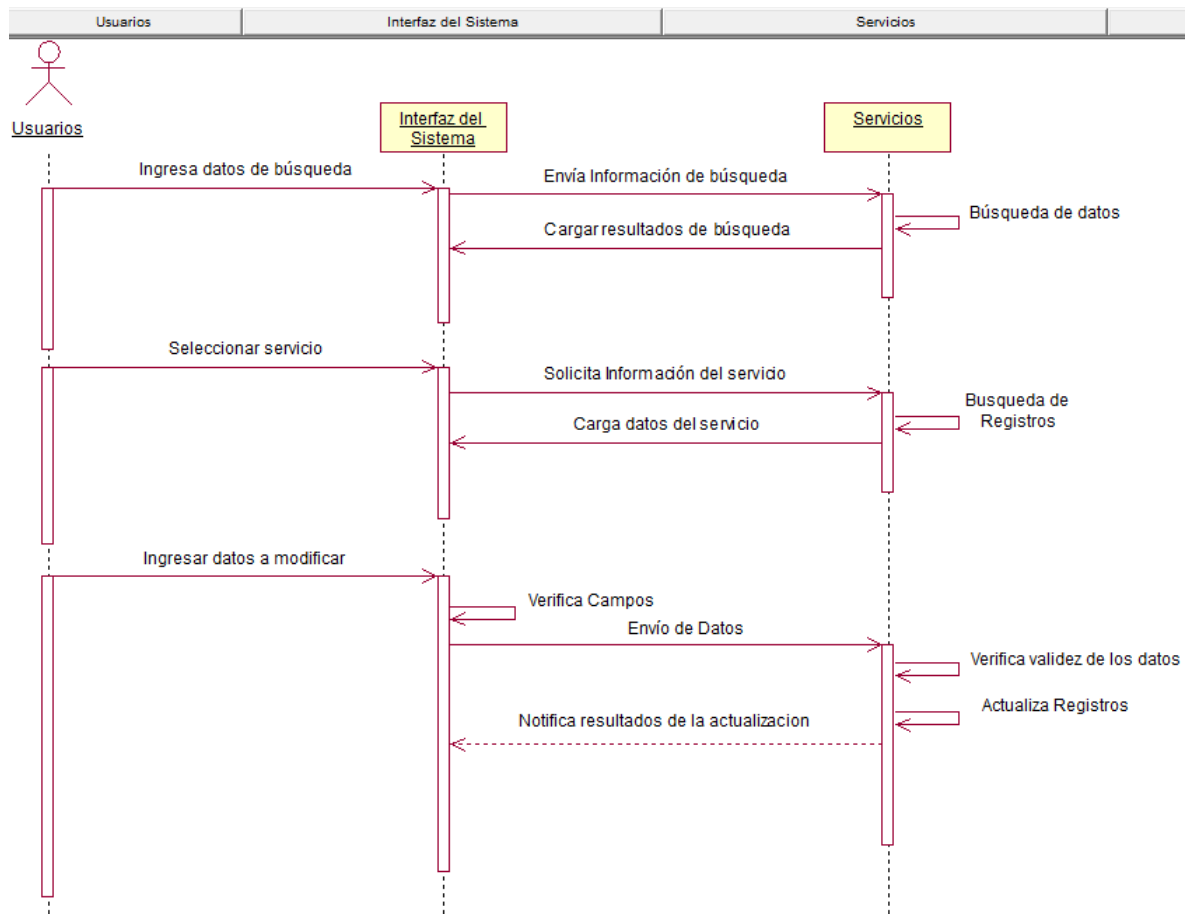 Usuarios
Interfaz del Sistema
Servicios
Usuarios
Interfaz del
Sistema
Servicios
Ingresa datos de búsqueda
Envía Información de búsqueda
Búsqueda de datos
Cargar resultados de búsqueda
Seleccionar servicio
Solicita Información del servicio
Busqueda de
Registros
Carga datos del servicio
Ingresar datos a modificar
Verifica Campos
Envío de Datos
Verifica validez de los datos
Actualiza Registros
Notifica resultados de la actualizacion